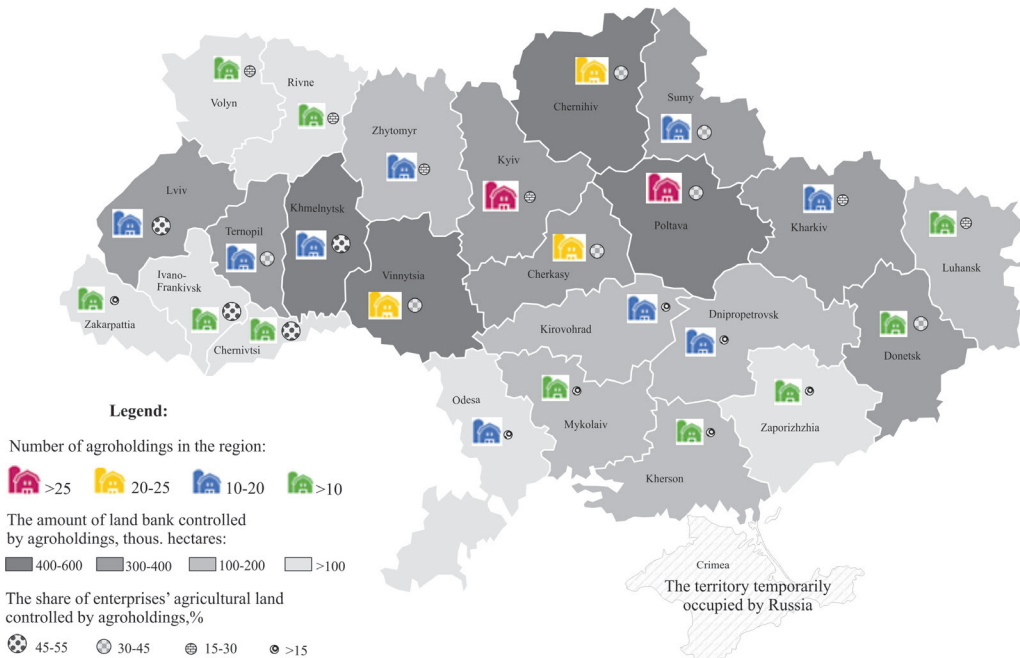 Volyn
Rivne
Zhytomyr
Kyiv
Chernihiv
Sumy
Lviv
Ternopil
Khmelnytsk
Vinnytsia
Cherkasy
Poltava
Kharkiv
Luhansk
Ivano-
Frankivsk
Zakarpattia
Chernivtsi
Kirovohrad
Dnipropetrovsk
Donetsk
Odesa
Mykolaiv
Kherson
Zaporizhzhia
Crimea
The territory temporarily
occupied by Russia
Legend:
Number of agroholdings in the region:
>25 20-25 10-20 >10
The amount of land bank controlled
by agroholdings, thous. hectares:
400-600 300-400 100-200 >100
The share of enterprises' agricultural land
controlled by agroholdings,%
45-55 30-45 15-30 >15